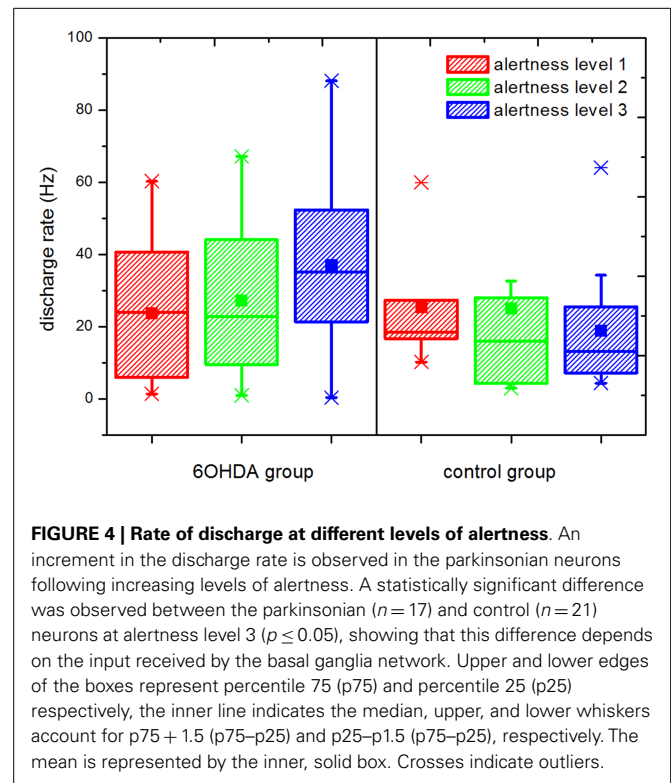 100
80
60
40
20
0
discharge rate (Hz)
alertness level 1
alertness level 2
alertness level 3
6OHDA group
control group
FIGURE 4 | Rate of discharge at different levels of alertness. An
increment in the discharge rate is observed in the parkinsonian neurons
following increasing levels of alertness. A statistically significant difference
was observed between the parkinsonian (n = 17) and control (n = 21)
neurons at alertness level 3 (p ≤ 0.05), showing that this difference depends
on the input received by the basal ganglia network. Upper and lower edges
of the boxes represent percentile 75 (p75) and percentile 25 (p25)
respectively, the inner line indicates the median, upper, and lower whiskers
account for p75 + 1.5 (p75–p25) and p25–p1.5 (p75–p25), respectively. The
mean is represented by the inner, solid box. Crosses indicate outliers.